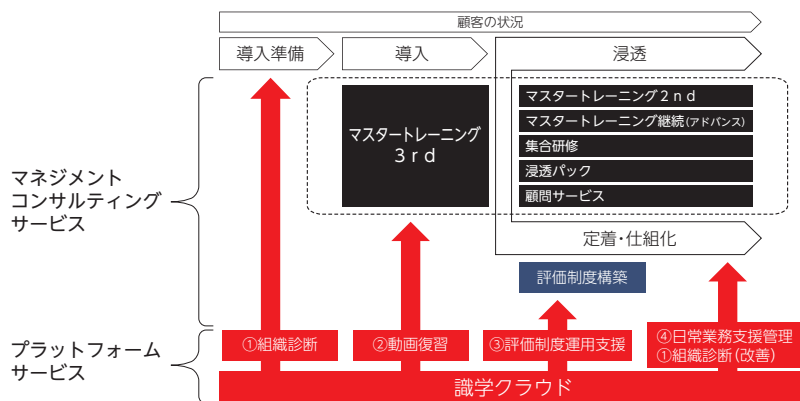 顧客の状況
導入準備
導入
浸透
マスタートレーニング
3rd
マスタートレーニング2nd
マスタートレーニング継続(アドバンス)
集合研修
浸透パック
顧問サービス
マネジメント
コンサルティング
サービス
定着・仕組化
評価制度構築
プラットフォーム
サービス
①組織診断
②動画復習
③評価制度運用支援
④日常業務支援管理
①組織診断(改善)
識学クラウド